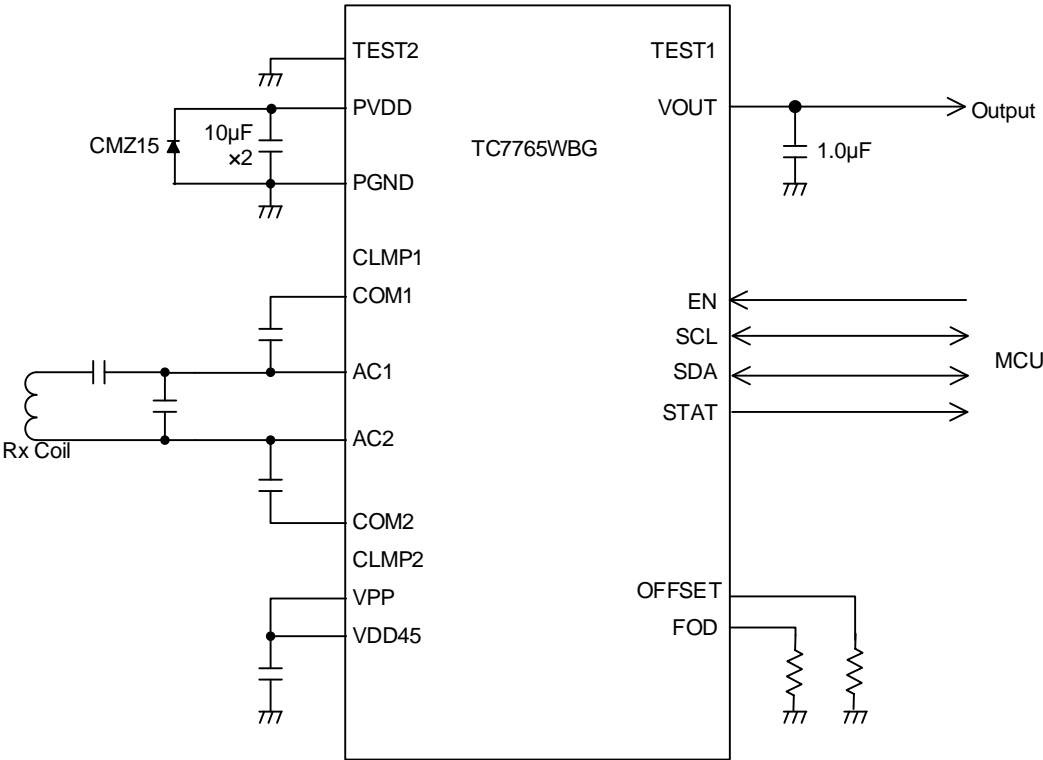 TEST2
TEST1
PVDD
VOUT
Output
CMZ15
10µF
×2
TC7765WBG
1.0µF
PGND
CLMP1
COM1
EN
SCL
MCU
AC1
SDA
STAT
AC2
Rx Coil
COM2
CLMP2
OFFSET
VPP
FOD
VDD45